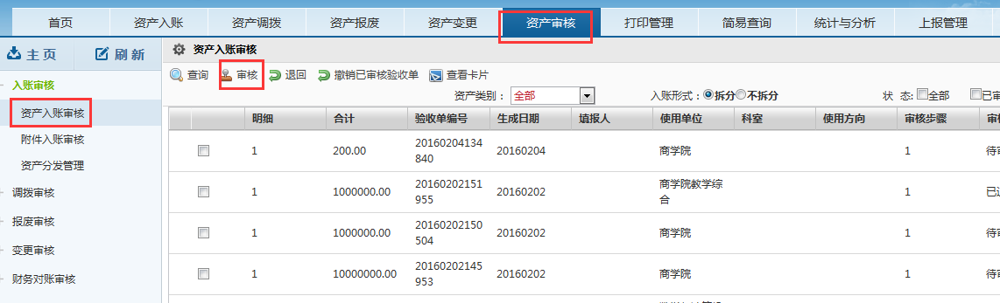 首页 资产入账 资产调拨 资产报废 资产变更 资产审核 打印管理 简易查询 统计与分析 上报管理
主页 刷新
资产入账审核
入账审核
资产入账审核
附件入账审核
资产分发管理
调拨审核
报废审核
变更审核
财务对账审核
查询 审核 退回 撤销已审核验收单 查看卡片
资产类别： 全部 入账形式：拆分 不拆分 状 态: 全部 已审
明细 合计 验收单编号 生成日期 填报人 使用单位 科室 使用方向 审核步骤 审核
1 200.00 20160204134840 20160204 商学院 1 待审
1 1000000.00 20160202151955 20160202 商学院教学综合 1
1 1000000.00 20160202150504 20160202 商学院 1 待审
1 10000000.00 20160202145953 20160202 商学院 1 待审